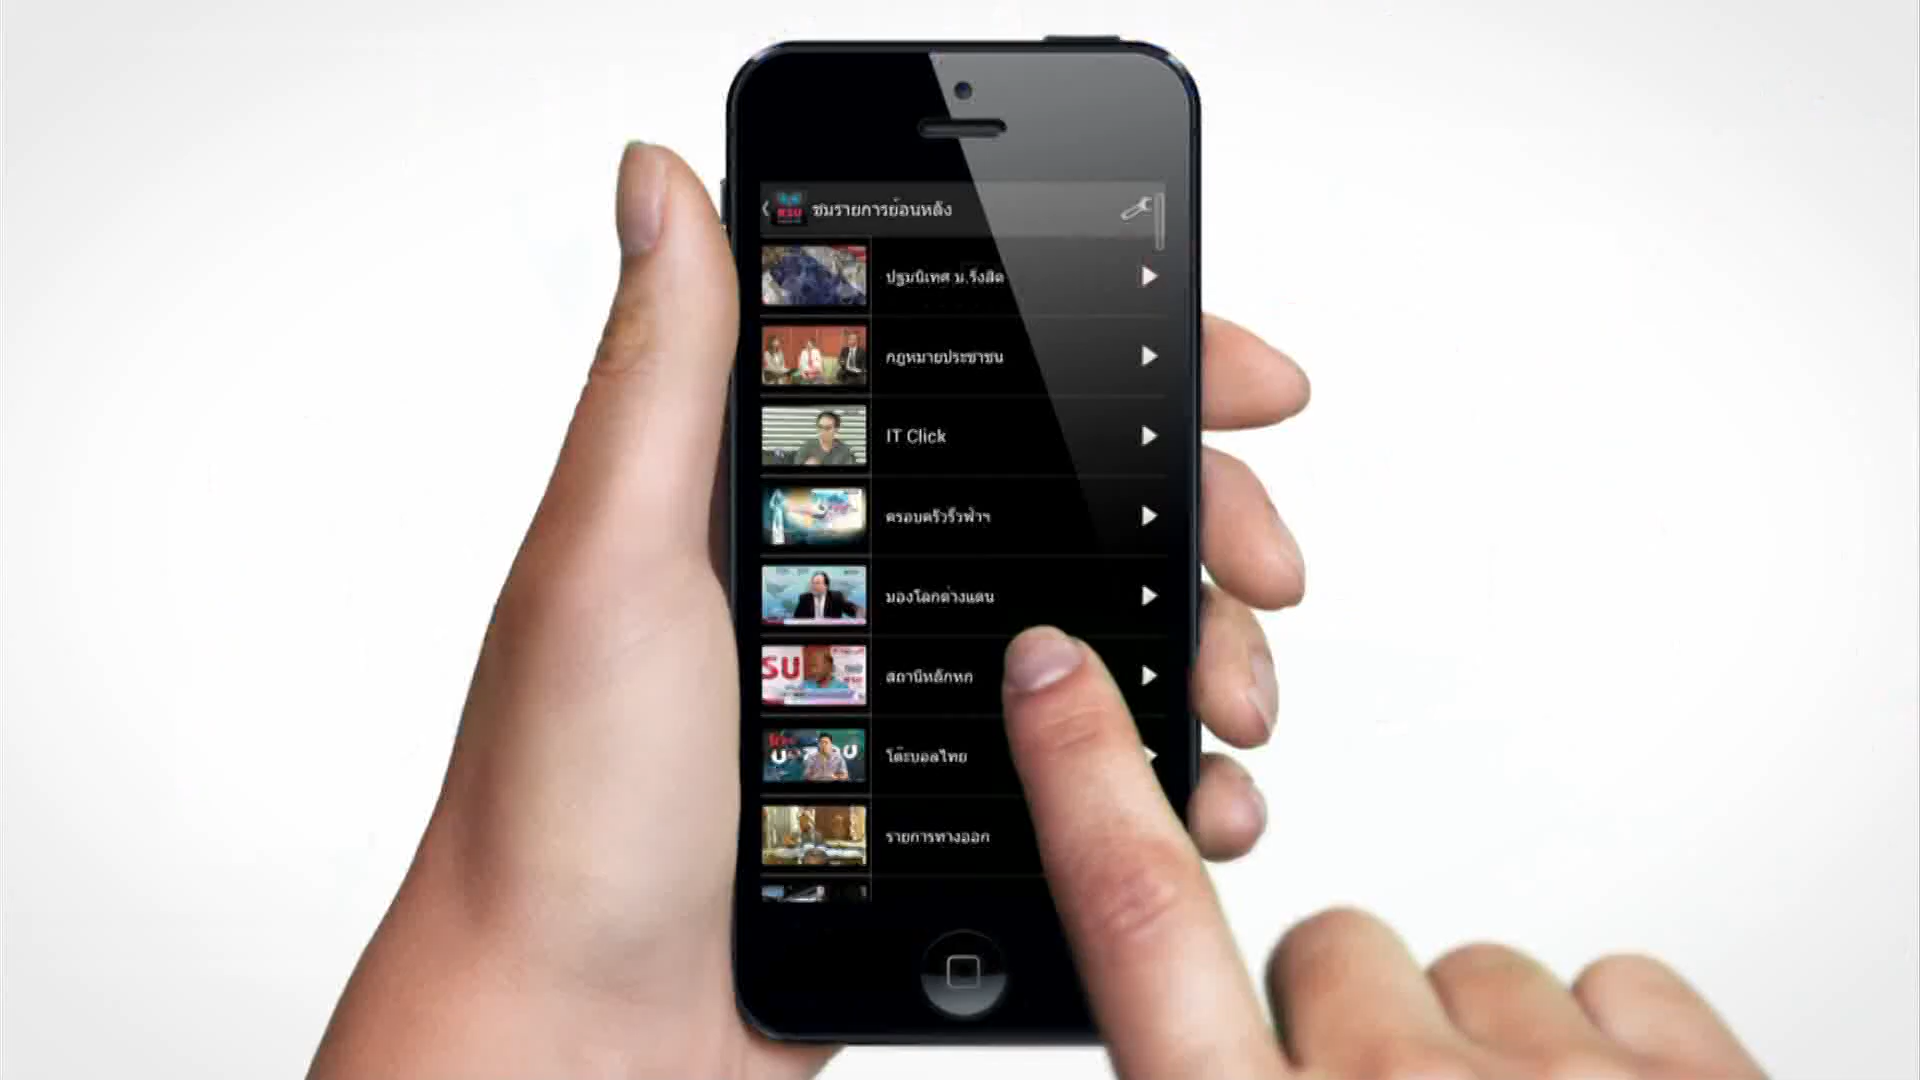 RSU ชมรายการย้อนหลัง
ปฐมนิเทศ ม.รังสิต
กฎหมายประชาชน
IT Click
ครอบครัวรั้วฟ้าฯ
มองโลกต่างแดน
SU
สถานีหลักหก
โต๊ะบอลไทย
รายการทางออก